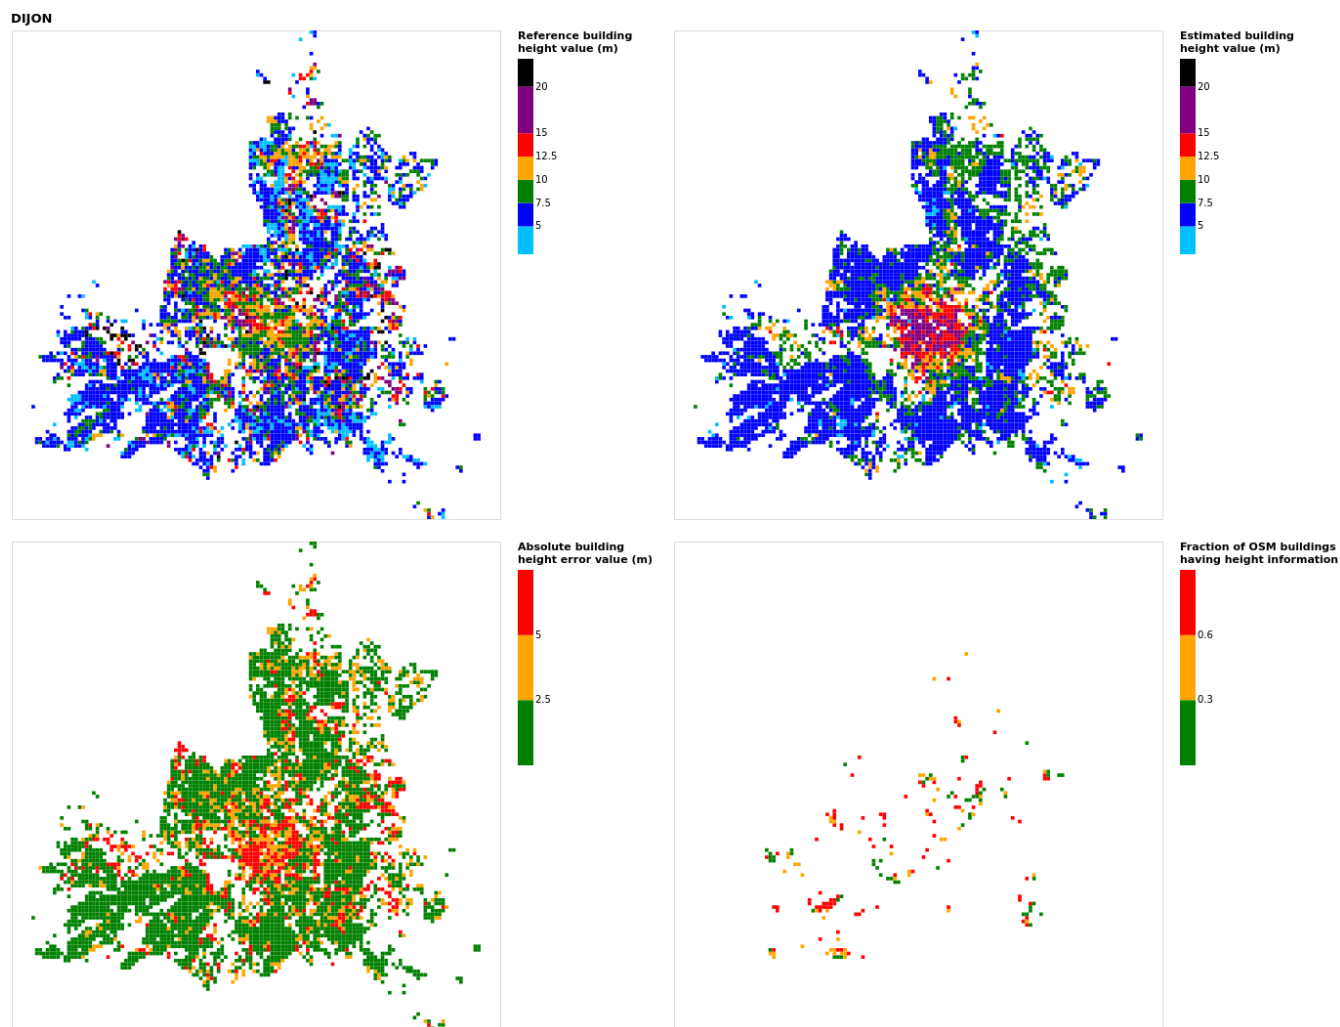 DIJON
Reference building
height value (m)
20
15
12.5
10
7.5
5
Estimated building
height value (m)
20
15
12.5
10
7.5
5
Absolute building
height error value (m)
5
2.5
Fraction of OSM buildings
having height information
0.6
0.3